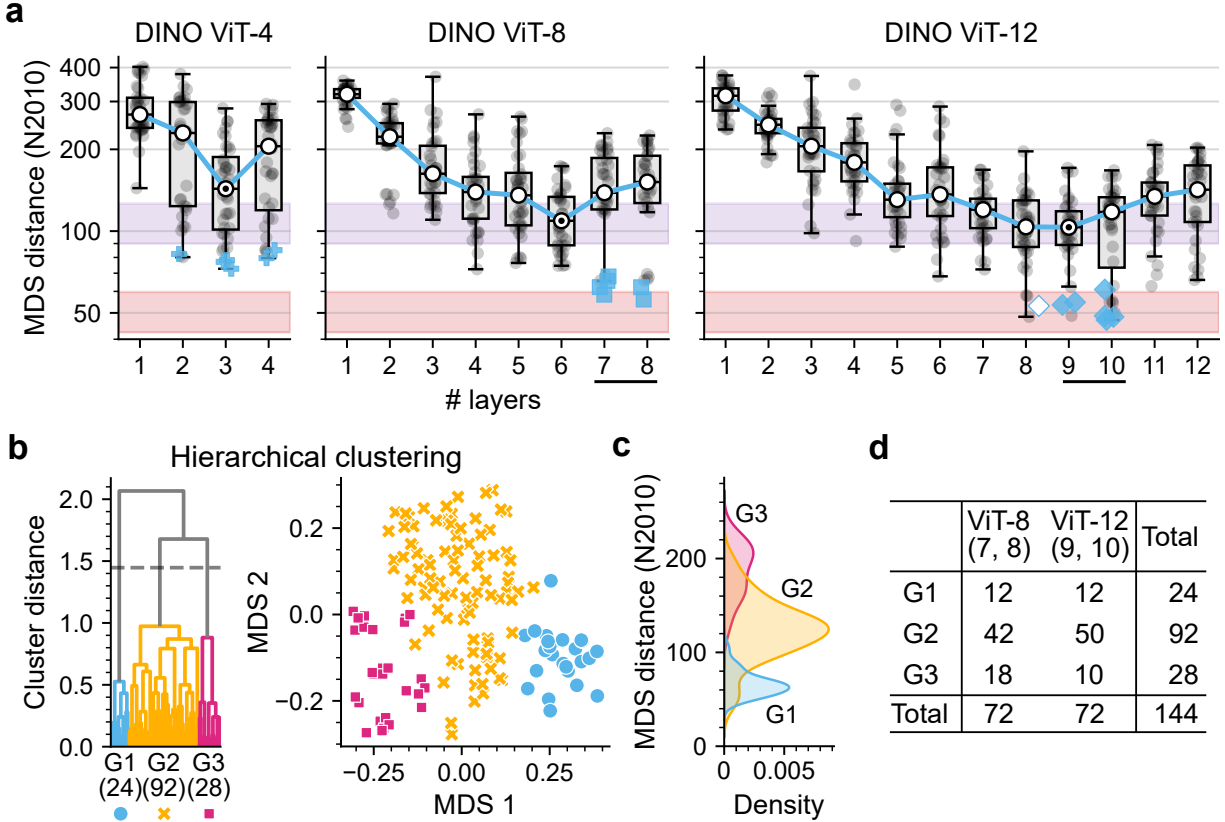 a
DINO ViT-4
DINO ViT-8
DINO ViT-12
MDS distance (N2010)
400
300
200
100
50
1 2 3 4
1 2 3 4 5 6 7 8
1 2 3 4 5 6 7 8 9 10 11 12
# layers
b
Hierarchical clustering
Cluster distance
2.0
1.5
1.0
0.5
0.0
G1 G2 G3
(24) (92) (28)
MDS 2
0.2
0.0
−0.2
−0.25 0.00 0.25
MDS 1
c
MDS distance (N2010)
200
100
0
G3
G2
G1
0 0.005
Density
d
ViT-8 ViT-12 Total
(7, 8) (9, 10)
G1 12 12 24
G2 42 50 92
G3 18 10 28
Total 72 72 144